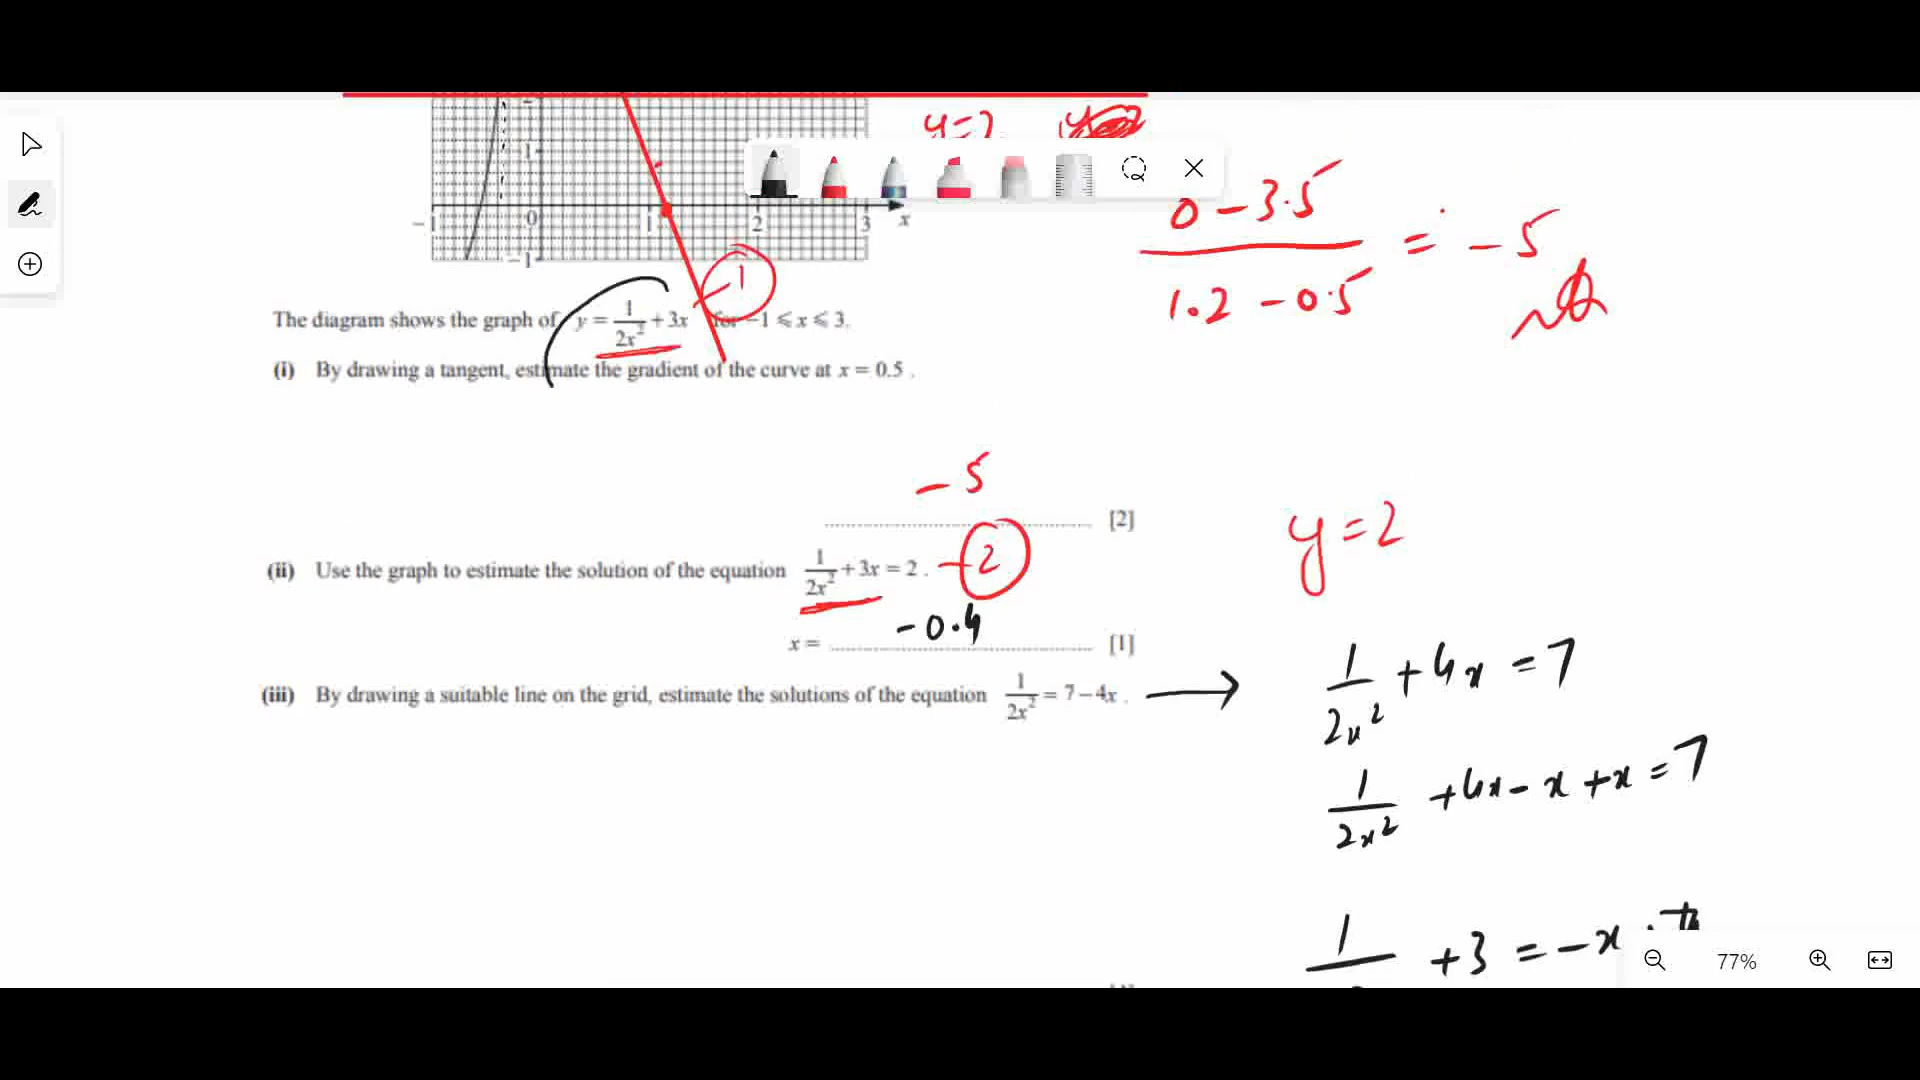 y=2
1
-1 0 1 2 3 x
-1
0 - 3.5
1.2 - 0.5
= -5
-1
The diagram shows the graph of y = 1/2x² + 3x for -1 ⩽ x ⩽ 3.
(i) By drawing a tangent, estimate the gradient of the curve at x = 0.5 .
-5
[2]
y=2
(ii) Use the graph to estimate the solution of the equation 1/2x² + 3x = 2 . - 2
x = -0.4 [1]
1/2x² + 4x = 7
(iii) By drawing a suitable line on the grid, estimate the solutions of the equation 1/2x² = 7 - 4x .
1/2x² + 4x - x + x = 7
1 + 3 = -x
77%